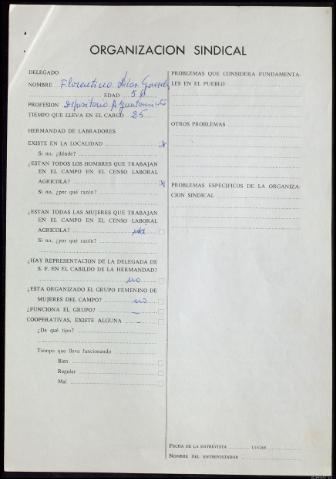 ORGANIZACION SINDICAL
DELEGADO
NOMBRE Florentino Díaz
EDAD
PROFESION Depositario Ayuntamiento
TIEMPO QUE LLEVA EN EL CARGO 25
HERMANDAD DE LABRADORES
EXISTE EN LA LOCALIDAD x
Si no, ¿dónde?
¿ESTAN TODOS LOS HOMBRES QUE TRABAJAN
EN EL CAMPO EN EL CENSO LABORAL
AGRICOLA? x
Si no, ¿por qué razón?
¿ESTAN TODAS LAS MUJERES QUE TRABAJAN
EN EL CAMPO EN EL CENSO LABORAL
AGRICOLA?
Si no, ¿por qué razón?
¿HAY REPRESENTACION DE LA DELEGADA DE
S. F. EN EL CABILDO DE LA HERMANDAD?
no
¿ESTA ORGANIZADO EL GRUPO FEMENINO DE
MUJERES DEL CAMPO? no
¿FUNCIONA EL GRUPO? —
COOPERATIVAS, EXISTE ALGUNA —
¿De qué tipo?
Tiempo que lleva funcionando
Bien
Regular
Mal
PROBLEMAS QUE CONSIDERA FUNDAMENTA-
LES EN EL PUEBLO
OTROS PROBLEMAS
PROBLEMAS ESPECIFICOS DE LA ORGANIZA-
CION SINDICAL
FECHA DE LA ENTREVISTA LUGAR
NOMBRE DEL ENTREVISTADOR